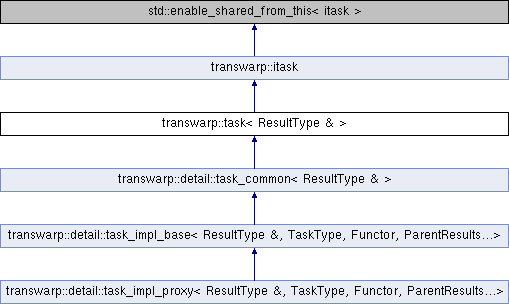 std::enable_shared_from_this< itask >
transwarp::itask
transwarp::task< ResultType & >
transwarp::detail::task_common< ResultType & >
transwarp::detail::task_impl_base< ResultType &, TaskType, Functor, ParentResults...>
transwarp::detail::task_impl_proxy< ResultType &, TaskType, Functor, ParentResults...>